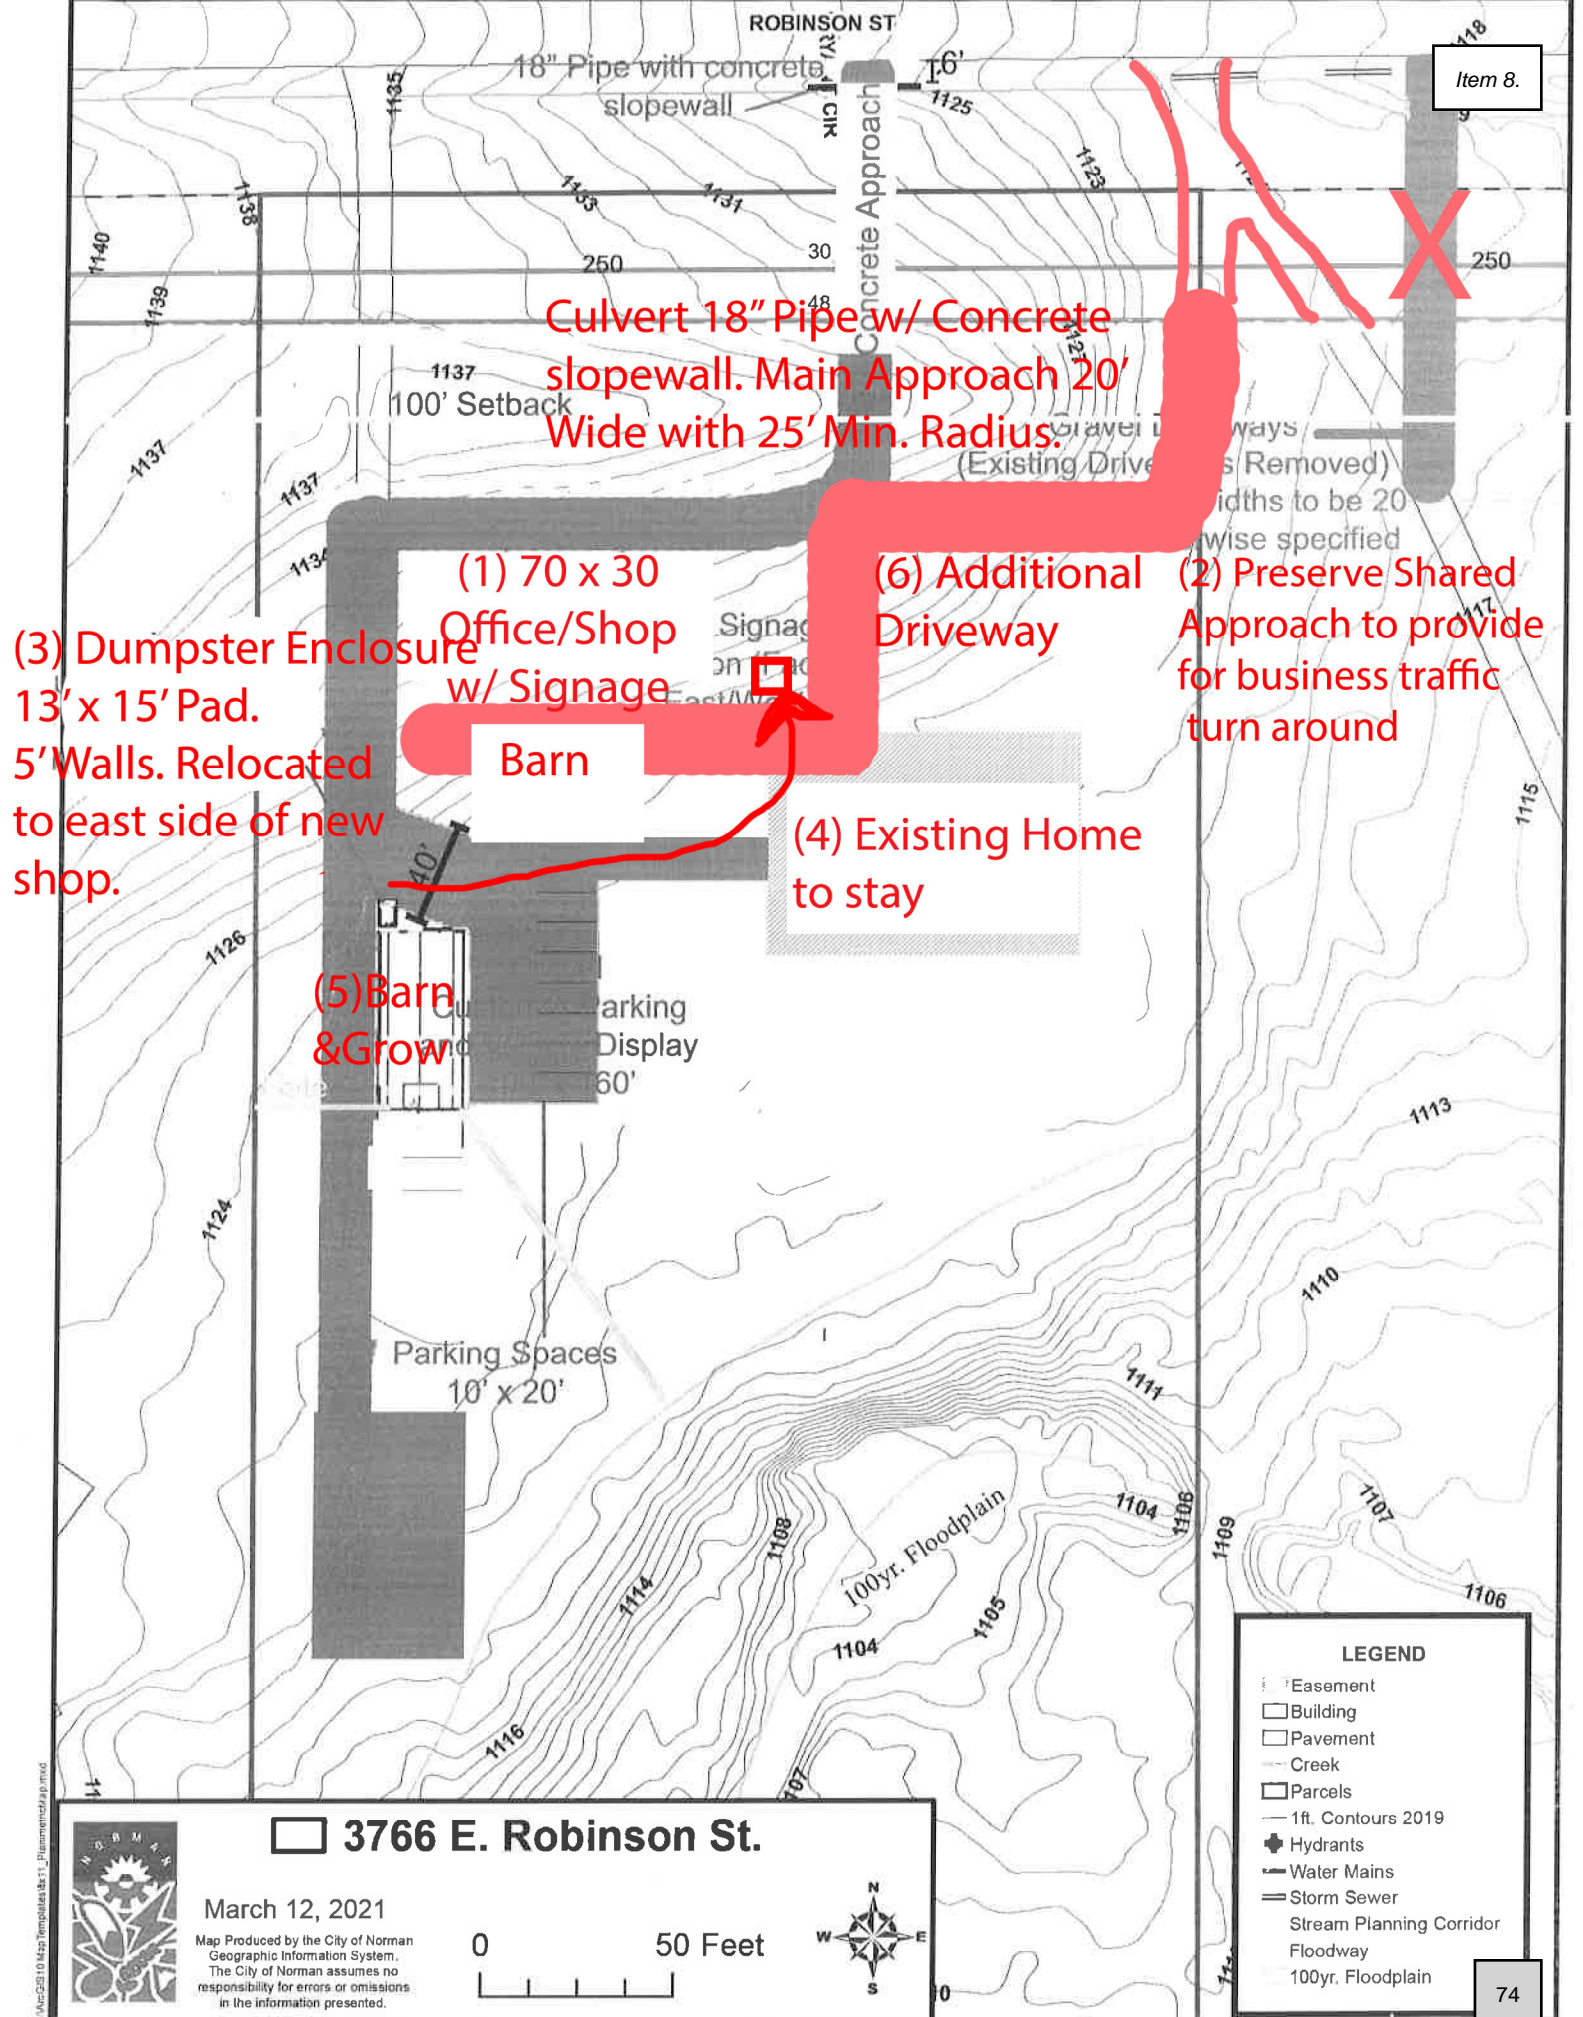 ROBINSON ST
Item 8.
18" Pipe with concrete
slopewall
6'
1118
1135
CIR
1125
Concrete Approach
1123
1138
1133
1131
1140
30
250
250
1139
48
Culvert 18" Pipe w/ Concrete
slopewall. Main Approach 20'
Wide with 25' Min. Radius.
1127
1137
100' Setback
1137
1137
(Existing Drive
s Removed)
idths to be 20
wise specified
1134
(1) 70 x 30
Office/Shop
w/ Signage
(6) Additional
Driveway
(2) Preserve Shared
Approach to provide
for business traffic
turn around
1117
(3) Dumpster Enclosure
13' x 15' Pad.
5' Walls. Relocated
to east side of new
shop.
Barn
1115
40'
(4) Existing Home
to stay
1126
(5)Barn
&Grow
arking
Display
60'
1113
1124
1110
Parking Spaces
10' x 20'
1111
1104
1106
1107
1109
1108
100yr. Floodplain
1114
1105
1106
1104
1116
LEGEND
Easement
Building
Pavement
Creek
Parcels
1ft. Contours 2019
Hydrants
Water Mains
Storm Sewer
Stream Planning Corridor
Floodway
100yr. Floodplain
NORMAN
3766 E. Robinson St.
March 12, 2021
Map Produced by the City of Norman
Geographic Information System.
The City of Norman assumes no
responsibility for errors or omissions
in the information presented.
0
50 Feet
N
W
E
S
74